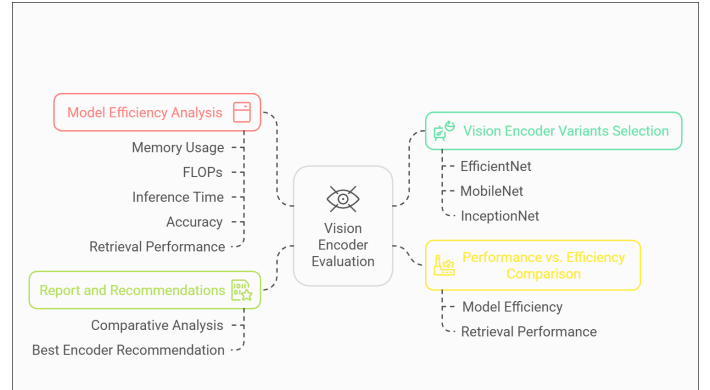 Model Efficiency Analysis
Memory Usage
FLOPs
Inference Time
Accuracy
Retrieval Performance
Report and Recommendations
Comparative Analysis
Best Encoder Recommendation
Vision
Encoder
Evaluation
Vision Encoder Variants Selection
EfficientNet
MobileNet
InceptionNet
Performance vs. Efficiency
Comparison
Model Efficiency
Retrieval Performance